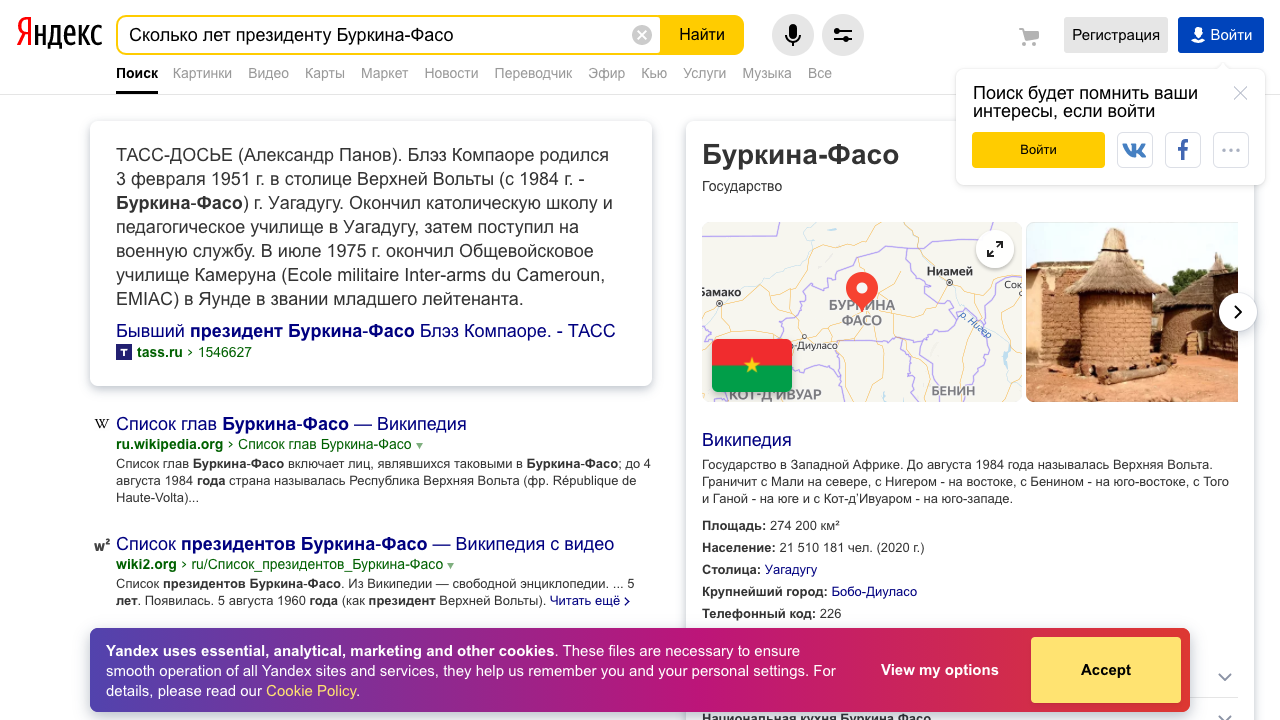 Яндекс
Сколько лет президенту Буркина-Фасо
Найти
Регистрация
Войти
Поиск Картинки Видео Карты Маркет Новости Переводчик Эфир Кью Услуги Музыка Все
Поиск будет помнить ваши
интересы, если войти
Войти
ТАСС-ДОСЬЕ (Александр Панов). Блэз Компаоре родился
3 февраля 1951 г. в столице Верхней Вольты (с 1984 г. -
Буркина-Фасо) г. Уагадугу. Окончил католическую школу и
педагогическое училище в Уагадугу, затем поступил на
военную службу. В июле 1975 г. окончил Общевойсковое
училище Камеруна (Ecole militaire Inter-arms du Cameroun,
EMIAC) в Яунде в звании младшего лейтенанта.
Бывший президент Буркина-Фасо Блэз Компаоре. - ТАСС
T tass.ru › 1546627
W Список глав Буркина-Фасо — Википедия
ru.wikipedia.org › Список глав Буркина-Фасо
Список глав Буркина-Фасо включает лиц, являвшихся таковыми в Буркина-Фасо; до 4
августа 1984 года страна называлась Республика Верхняя Вольта (фр. République de
Haute-Volta)...
w² Список президентов Буркина-Фасо — Википедия с видео
wiki2.org › ru/Список_президентов_Буркина-Фасо
Список президентов Буркина-Фасо. Из Википедии — свободной энциклопедии. ... 5
лет. Появилась. 5 августа 1960 года (как президент Верхней Вольты). Читать ещё ›
Буркина-Фасо
Государство
Ниамей
Бамако
Сок
БУРКИНА
ФАСО
р. Нигер
о-Диуласо
КОТ-Д'ИВУАР
БЕНИН
Википедия
Государство в Западной Африке. До августа 1984 года называлась Верхняя Вольта.
Граничит с Мали на севере, с Нигером - на востоке, с Бенином - на юго-востоке, с Того
и Ганой - на юге и с Кот-д’Ивуаром - на юго-западе.
Площадь: 274 200 км²
Население: 21 510 181 чел. (2020 г.)
Столица: Уагадугу
Крупнейший город: Бобо-Диуласо
Телефонный код: 226
Yandex uses essential, analytical, marketing and other cookies. These files are necessary to ensure
smooth operation of all Yandex sites and services, they help us remember you and your personal settings. For
details, please read our Cookie Policy.
View my options
Accept
Национальная кухня Буркина Фасо